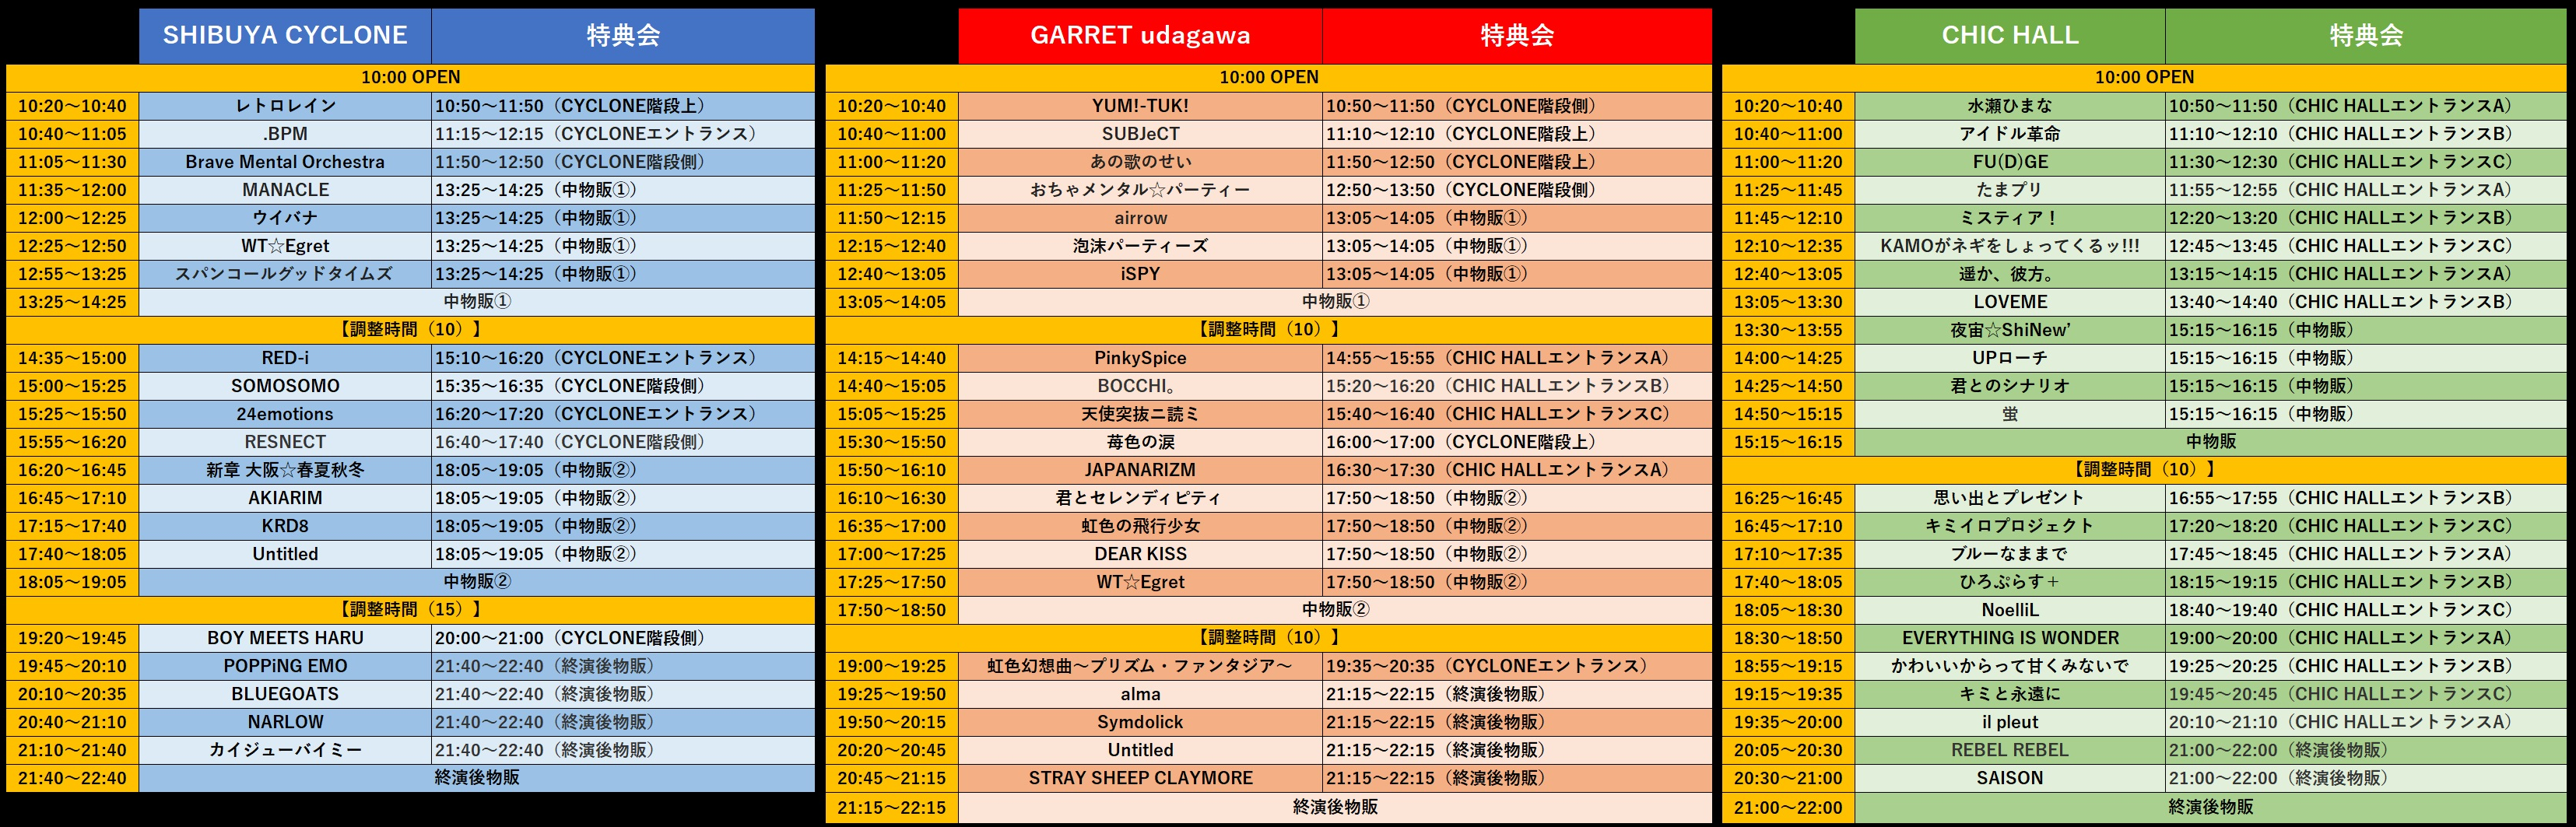 SHIBUYA CYCLONE 特典会
10:00 OPEN
10:20～10:40 レトロレイン 10:50～11:50（CYCLONE階段上）
10:40～11:05 .BPM 11:15～12:15（CYCLONEエントランス）
11:05～11:30 Brave Mental Orchestra 11:50～12:50（CYCLONE階段側）
11:35～12:00 MANACLE 13:25～14:25（中物販①）
12:00～12:25 ウイバナ 13:25～14:25（中物販①）
12:25～12:50 WT☆Egret 13:25～14:25（中物販①）
12:55～13:25 スパンコールグッドタイムズ 13:25～14:25（中物販①）
13:25～14:25 中物販①
【調整時間（10）】
14:35～15:00 RED-i 15:10～16:20（CYCLONEエントランス）
15:00～15:25 SOMOSOMO 15:35～16:35（CYCLONE階段側）
15:25～15:50 24emotions 16:20～17:20（CYCLONEエントランス）
15:55～16:20 RESNECT 16:40～17:40（CYCLONE階段側）
16:20～16:45 新章 大阪☆春夏秋冬 18:05～19:05（中物販②）
16:45～17:10 AKIARIM 18:05～19:05（中物販②）
17:15～17:40 KRD8 18:05～19:05（中物販②）
17:40～18:05 Untitled 18:05～19:05（中物販②）
18:05～19:05 中物販②
【調整時間（15）】
19:20～19:45 BOY MEETS HARU 20:00～21:00（CYCLONE階段側）
19:45～20:10 POPPiNG EMO 21:40～22:40（終演後物販）
20:10～20:35 BLUEGOATS 21:40～22:40（終演後物販）
20:40～21:10 NARLOW 21:40～22:40（終演後物販）
21:10～21:40 カイジューバイミー 21:40～22:40（終演後物販）
21:40～22:40 終演後物販
GARRET udagawa 特典会
10:00 OPEN
10:20～10:40 YUM!-TUK! 10:50～11:50（CYCLONE階段側）
10:40～11:00 SUBJeCT 11:10～12:10（CYCLONE階段上）
11:00～11:20 あの歌のせい 11:50～12:50（CYCLONE階段上）
11:25～11:50 おちゃメンタル☆パーティー 12:50～13:50（CYCLONE階段側）
11:50～12:15 airrow 13:05～14:05（中物販①）
12:15～12:40 泡沫パーティーズ 13:05～14:05（中物販①）
12:40～13:05 iSPY 13:05～14:05（中物販①）
13:05～14:05 中物販①
【調整時間（10）】
14:15～14:40 PinkySpice 14:55～15:55（CHIC HALLエントランスA）
14:40～15:05 BOCCHI。 15:20～16:20（CHIC HALLエントランスB）
15:05～15:25 天使突抜ニ読ミ 15:40～16:40（CHIC HALLエントランスC）
15:30～15:50 苺色の涙 16:00～17:00（CYCLONE階段上）
15:50～16:10 JAPANARIZM 16:30～17:30（CHIC HALLエントランスA）
16:10～16:30 君とセレンディピティ 17:50～18:50（中物販②）
16:35～17:00 虹色の飛行少女 17:50～18:50（中物販②）
17:00～17:25 DEAR KISS 17:50～18:50（中物販②）
17:25～17:50 WT☆Egret 17:50～18:50（中物販②）
17:50～18:50 中物販②
【調整時間（10）】
19:00～19:25 虹色幻想曲～プリズム・ファンタジア～ 19:35～20:35（CYCLONEエントランス）
19:25～19:50 alma 21:15～22:15（終演後物販）
19:50～20:15 Symdolick 21:15～22:15（終演後物販）
20:20～20:45 Untitled 21:15～22:15（終演後物販）
20:45～21:15 STRAY SHEEP CLAYMORE 21:15～22:15（終演後物販）
21:15～22:15 終演後物販
CHIC HALL 特典会
10:00 OPEN
10:20～10:40 水瀬ひまな 10:50～11:50（CHIC HALLエントランスA）
10:40～11:00 アイドル革命 11:10～12:10（CHIC HALLエントランスB）
11:00～11:20 FU(D)GE 11:30～12:30（CHIC HALLエントランスC）
11:25～11:45 たまプリ 11:55～12:55（CHIC HALLエントランスA）
11:45～12:10 ミスティア！ 12:20～13:20（CHIC HALLエントランスB）
12:10～12:35 KAMOがネギをしょってくるッ!!! 12:45～13:45（CHIC HALLエントランスC）
12:40～13:05 遥か、彼方。 13:15～14:15（CHIC HALLエントランスA）
13:05～13:30 LOVEME 13:40～14:40（CHIC HALLエントランスB）
13:30～13:55 夜宙☆ShiNew’ 15:15～16:15（中物販）
14:00～14:25 UPローチ 15:15～16:15（中物販）
14:25～14:50 君とのシナリオ 15:15～16:15（中物販）
14:50～15:15 蛍 15:15～16:15（中物販）
15:15～16:15 中物販
【調整時間（10）】
16:25～16:45 思い出とプレゼント 16:55～17:55（CHIC HALLエントランスB）
16:45～17:10 キミイロプロジェクト 17:20～18:20（CHIC HALLエントランスC）
17:10～17:35 ブルーなままで 17:45～18:45（CHIC HALLエントランスA）
17:40～18:05 ひろぷらす＋ 18:15～19:15（CHIC HALLエントランスB）
18:05～18:30 NoelliL 18:40～19:40（CHIC HALLエントランスC）
18:30～18:50 EVERYTHING IS WONDER 19:00～20:00（CHIC HALLエントランスA）
18:55～19:15 かわいいからって甘くみないで 19:25～20:25（CHIC HALLエントランスB）
19:15～19:35 キミと永遠に 19:45～20:45（CHIC HALLエントランスC）
19:35～20:00 il pleut 20:10～21:10（CHIC HALLエントランスA）
20:05～20:30 REBEL REBEL 21:00～22:00（終演後物販）
20:30～21:00 SAISON 21:00～22:00（終演後物販）
21:00～22:00 終演後物販